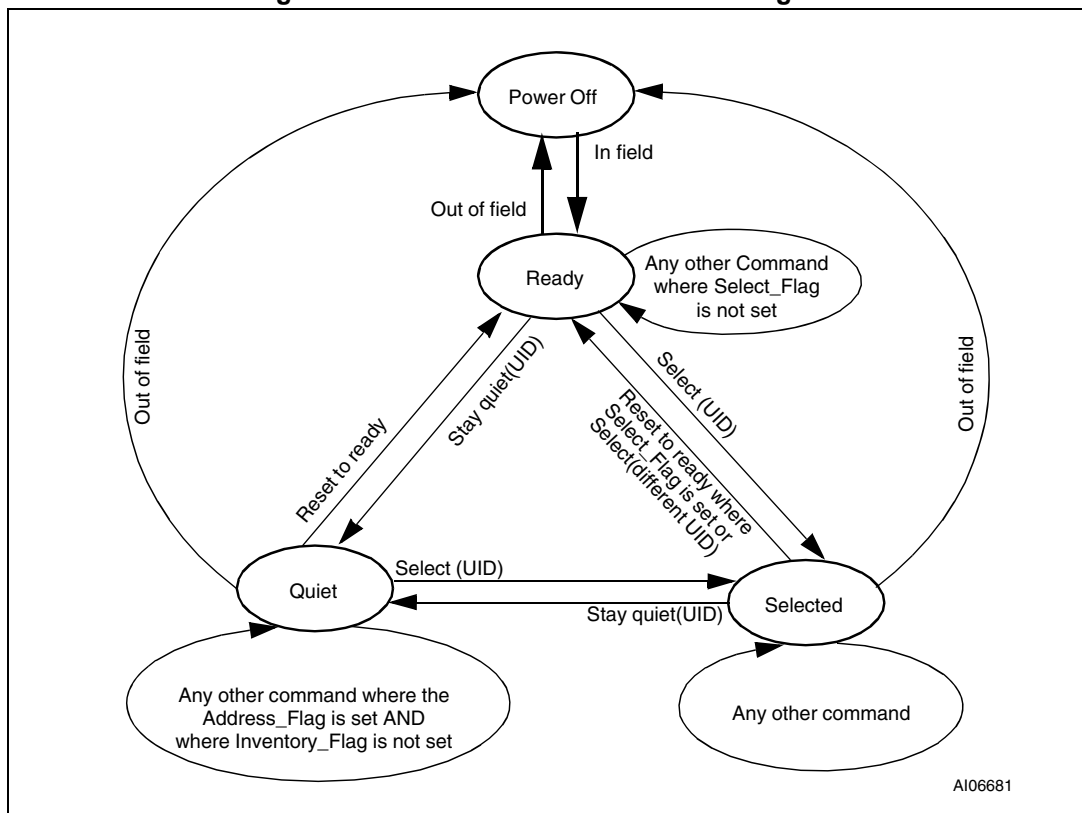 Power Off
In field
Out of field
Ready
Any other Command
where Select_Flag
is not set
Out of field
Out of field
Reset to ready
Stay quiet(UID)
Select (UID)
Reset to ready where
Select_Flag is set or
Select(different UID)
Quiet
Select (UID)
Stay quiet(UID)
Selected
Any other command where the
Address_Flag is set AND
where Inventory_Flag is not set
Any other command
AI06681